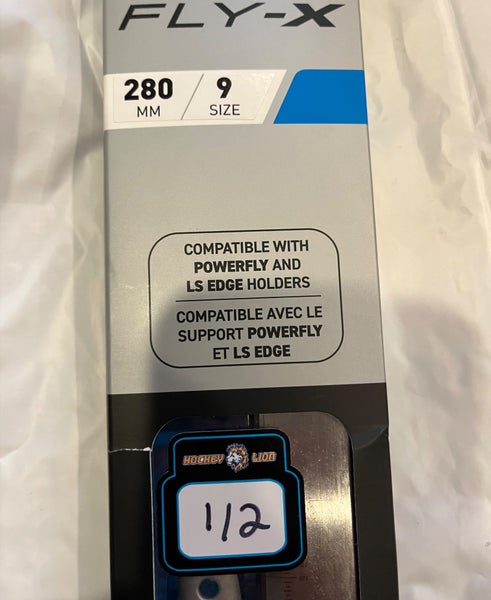 FLY-X
280 9
MM SIZE
COMPATIBLE WITH
POWERFLY AND
LS EDGE HOLDERS
COMPATIBLE AVEC LE
SUPPORT POWERFLY
ET LS EDGE
HOCKEY LION
1/2